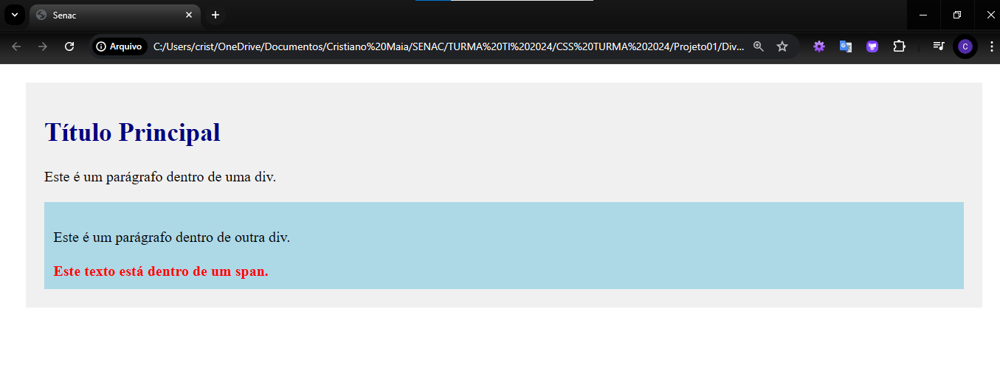 Senac
Arquivo
C:/Users/crist/OneDrive/Documentos/Cristiano%20Maia/SENAC/TURMA%20TI%202024/CSS%20TURMA%202024/Projeto01/Div...
C
Título Principal
Este é um parágrafo dentro de uma div.
Este é um parágrafo dentro de outra div.
Este texto está dentro de um span.